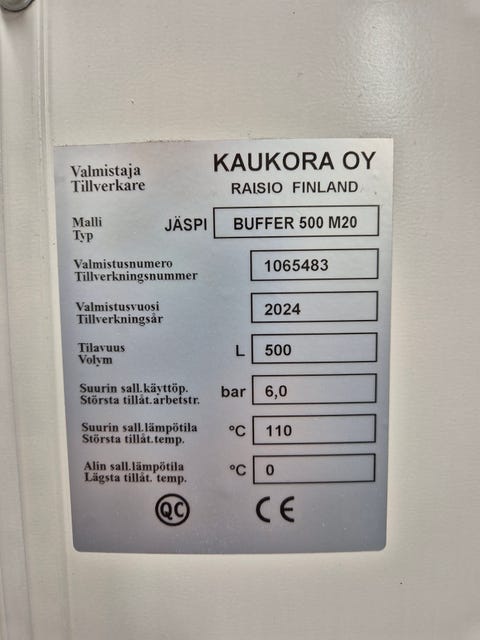 Valmistaja KAUKORA OY
Tillverkare RAISIO FINLAND
Malli
Typ JÄSPI BUFFER 500 M20
Valmistusnumero
Tillverkningsnummer 1065483
Valmistusvuosi
Tillverkningsår 2024
Tilavuus
Volym L 500
Suurin sall.käyttöp.
Största tillåt.arbetstr. bar 6,0
Suurin sall.lämpötila
Största tillåt.temp. °C 110
Alin sall.lämpötila
Lägsta tillåt. temp. °C 0
QC CE